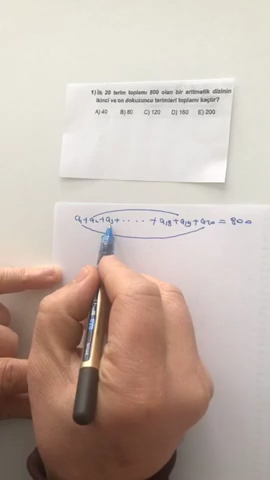 1) İlk 20 terim toplamı 800 olan bir aritmatik dizinin
ikinci ve on dokuzuncu terimleri toplamı kaçtır?
A) 40 B) 80 C) 120 D) 160 E) 200
a₁+a₂+a₃+.....+a₁₈+a₁₉+a₂₀=800